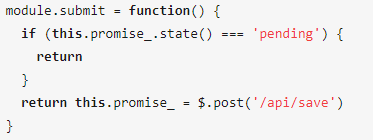 module.submit = function() {
  if (this.promise_.state() === 'pending') {
    return
  }
  return this.promise_ = $.post('/api/save')
}